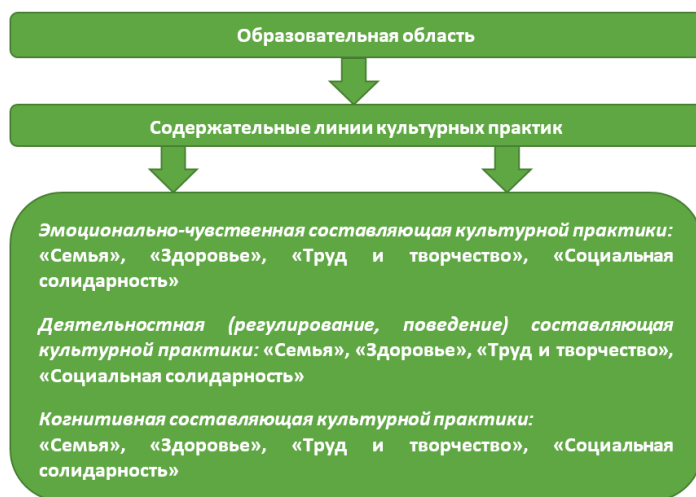 Образовательная область
Содержательные линии культурных практик
Эмоционально-чувственная составляющая культурной практики:
«Семья», «Здоровье», «Труд и творчество», «Социальная
солидарность»
Деятельностная (регулирование, поведение) составляющая
культурной практики: «Семья», «Здоровье», «Труд и творчество»,
«Социальная солидарность»
Когнитивная составляющая культурной практики:
«Семья», «Здоровье», «Труд и творчество», «Социальная
солидарность»